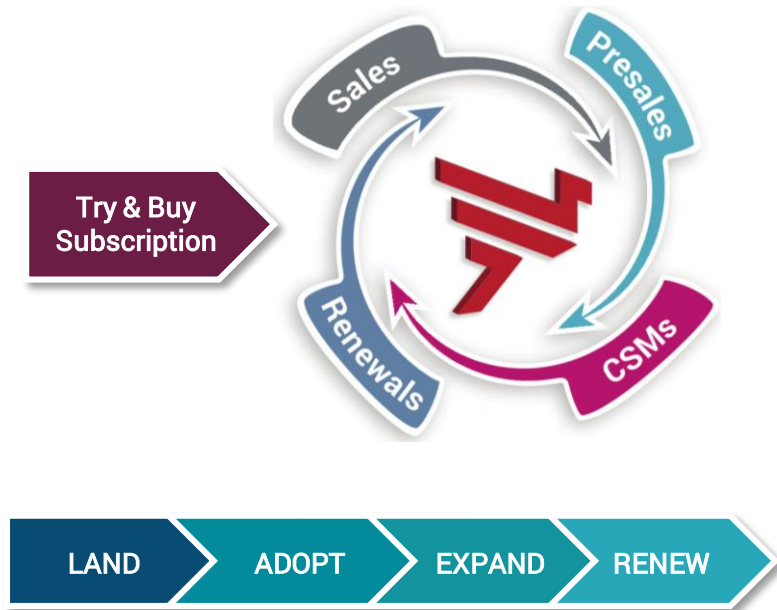 Sales
Presales
Try & Buy
Subscription
Renewals
CSMs
LAND
ADOPT
EXPAND
RENEW